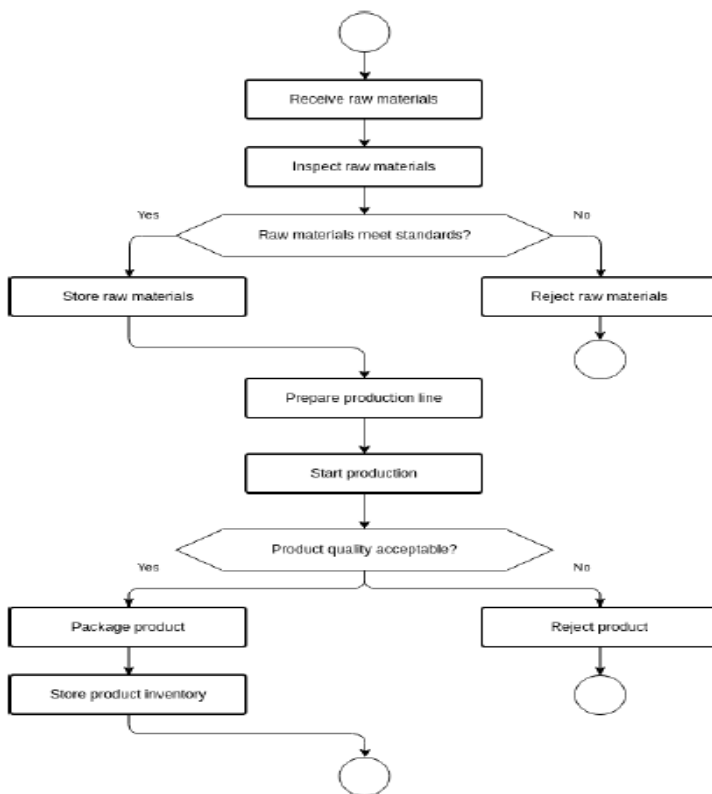 Receive raw materials
Inspect raw materials
Yes
No
Raw materials meet standards?
Store raw materials
Reject raw materials
Prepare production line
Start production
Product quality acceptable?
Yes
No
Package product
Reject product
Store product inventory